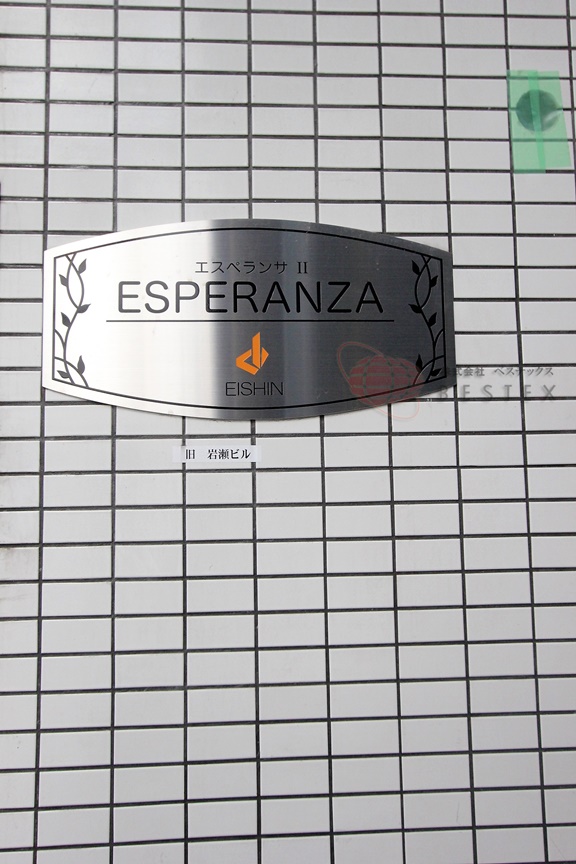 エスペランサ II
ESPERANZA
EISHIN
株式会社 ベステックス
BESTEX
旧 岩瀬ビル